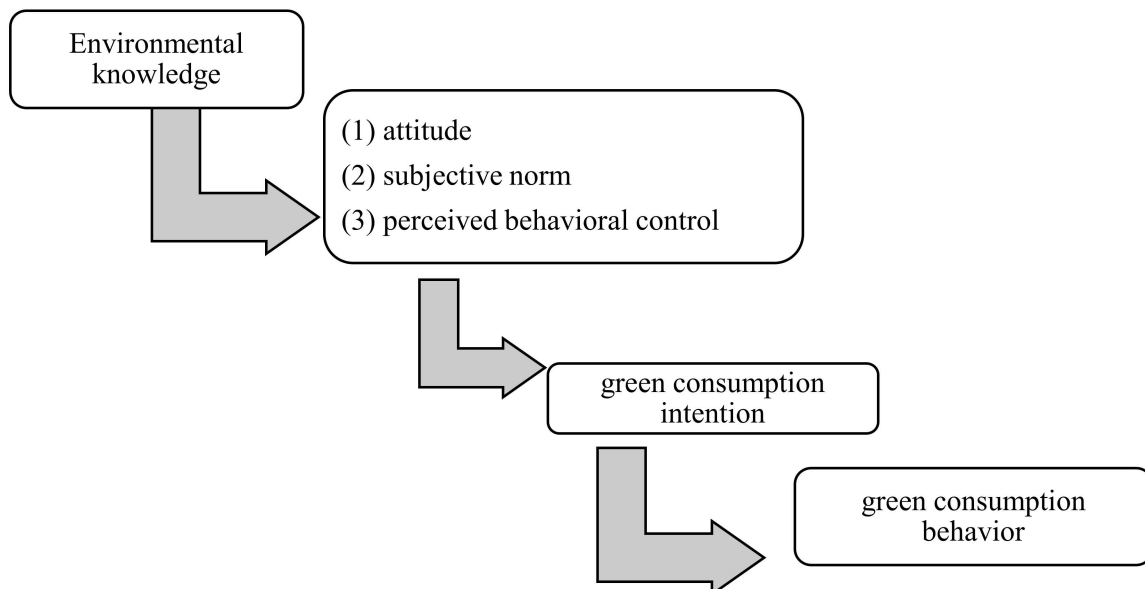 Environmental
knowledge
(1) attitude
(2) subjective norm
(3) perceived behavioral control
green consumption
intention
green consumption
behavior